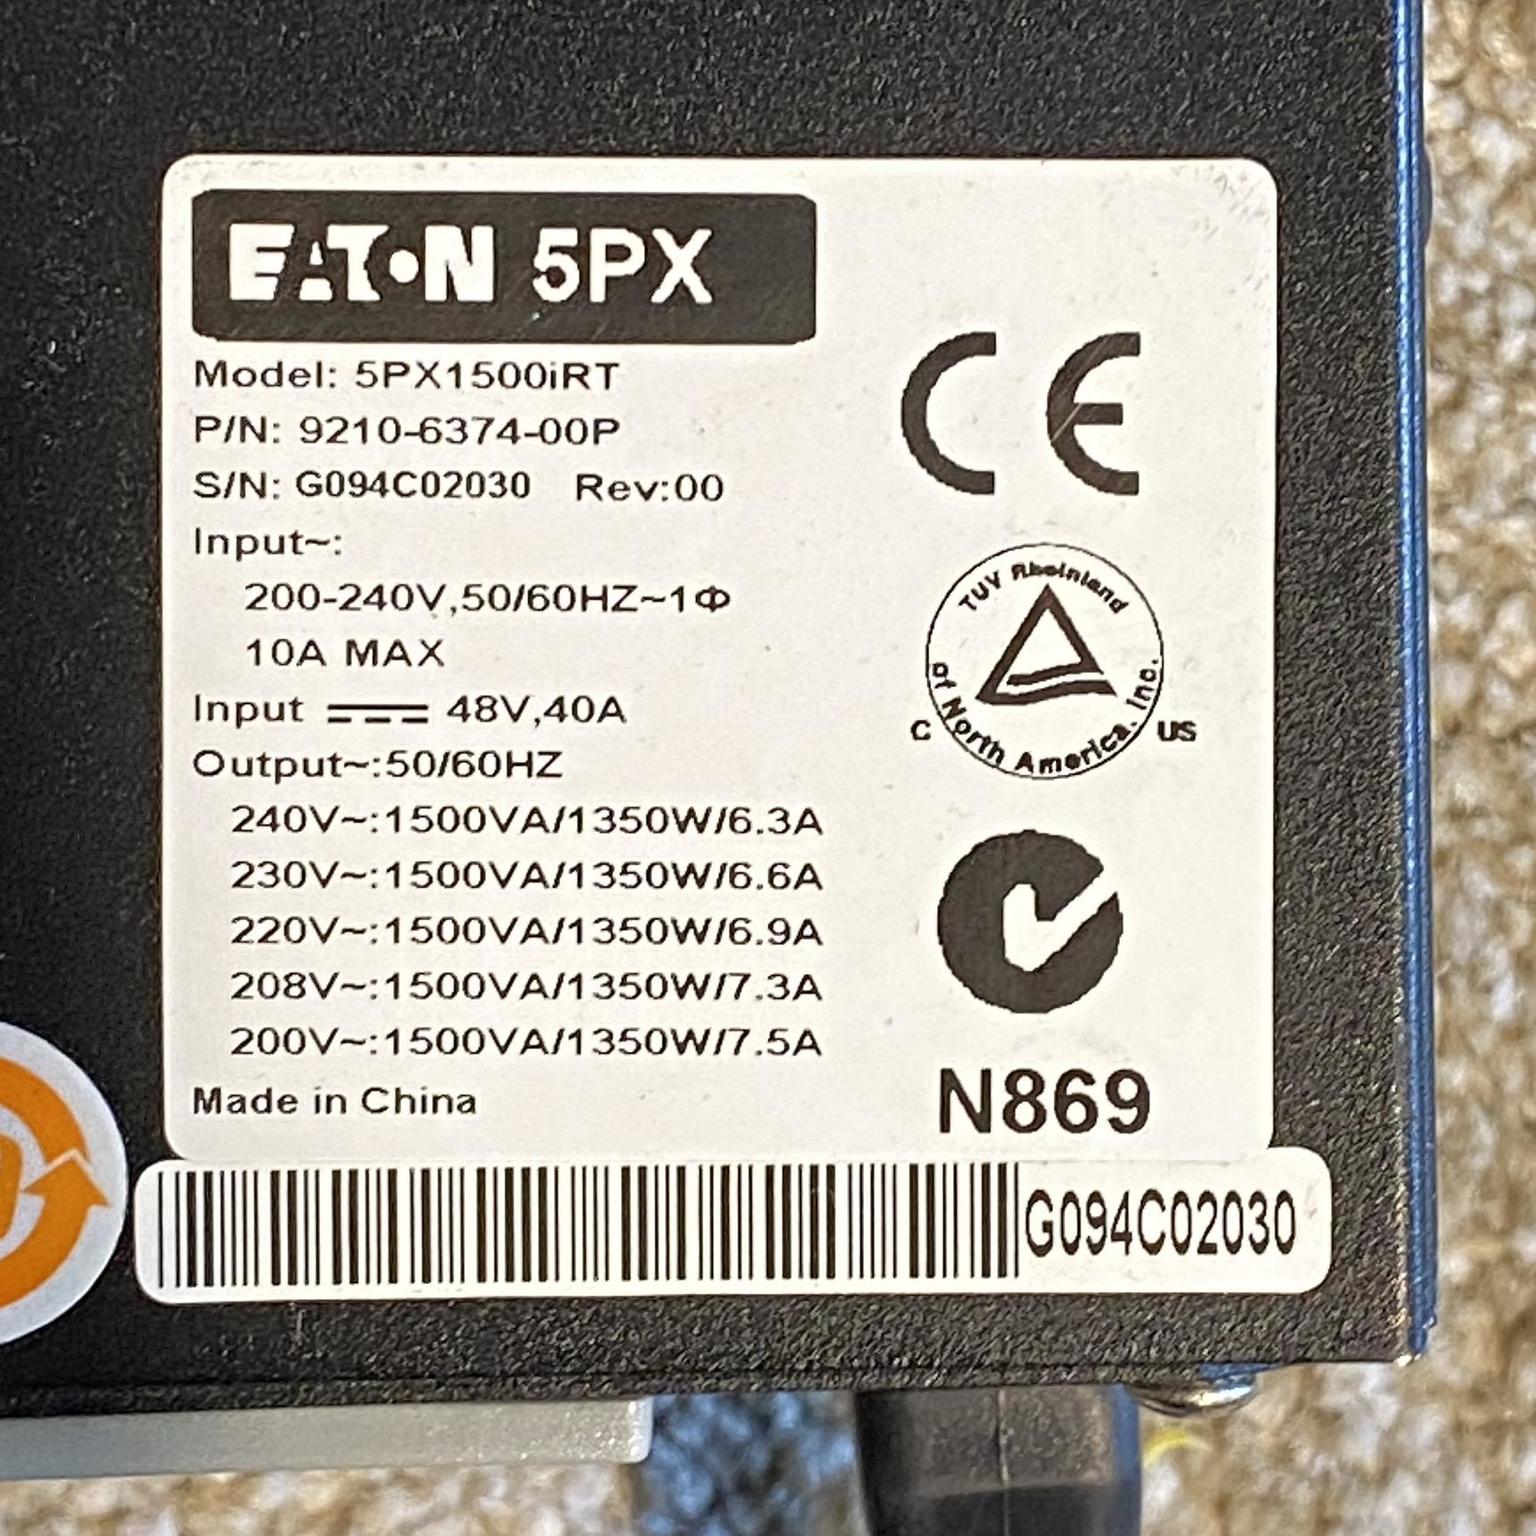 EATON 5PX
Model: 5PX1500iRT
P/N: 9210-6374-00P
S/N: G094C02030 Rev:00
Input~:
200-240V,50/60HZ~1Φ
10A MAX
Input ⎓ 48V,40A
Output~:50/60HZ
240V~:1500VA/1350W/6.3A
230V~:1500VA/1350W/6.6A
220V~:1500VA/1350W/6.9A
208V~:1500VA/1350W/7.3A
200V~:1500VA/1350W/7.5A
Made in China
CE
TUV Rheinland
of North America, Inc.
C US
N869
G094C02030